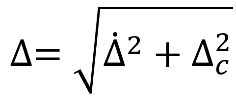 Δ= √(Δ̇² + Δ_c²)